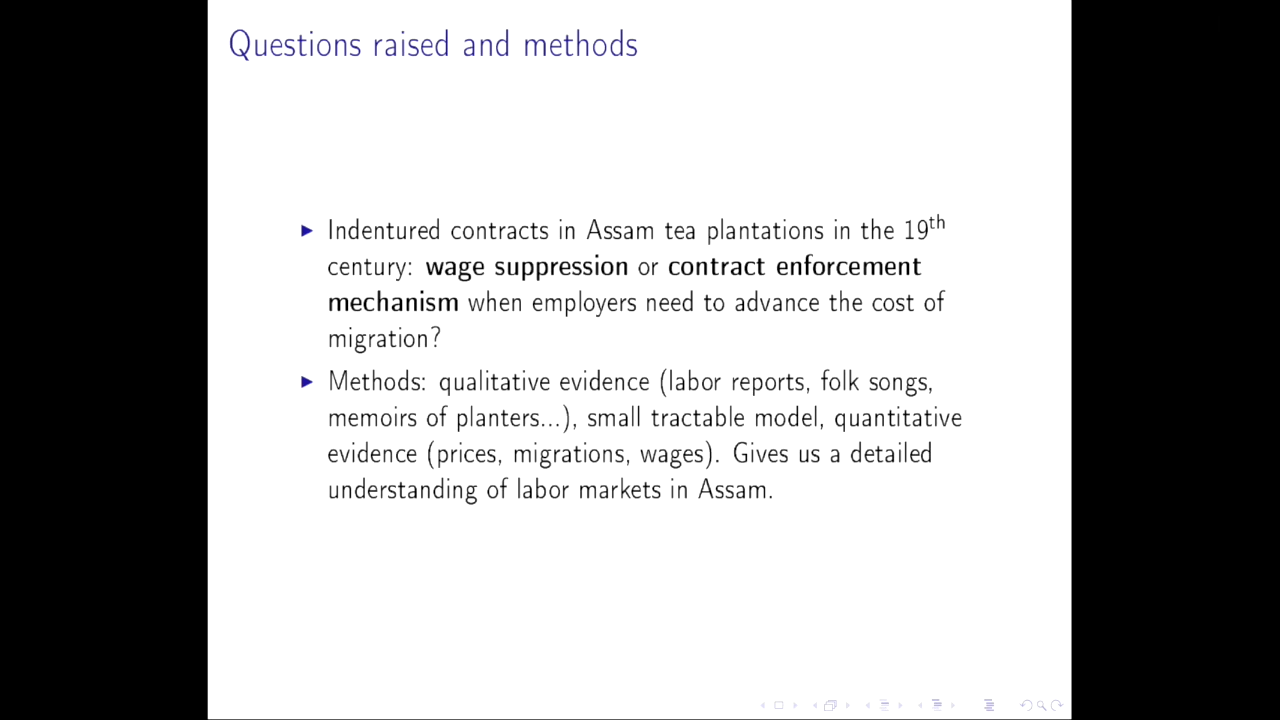 Questions raised and methods
Indentured contracts in Assam tea plantations in the 19th
century: wage suppression or contract enforcement
mechanism when employers need to advance the cost of
migration?
Methods: qualitative evidence (labor reports, folk songs,
memoirs of planters...), small tractable model, quantitative
evidence (prices, migrations, wages). Gives us a detailed
understanding of labor markets in Assam.